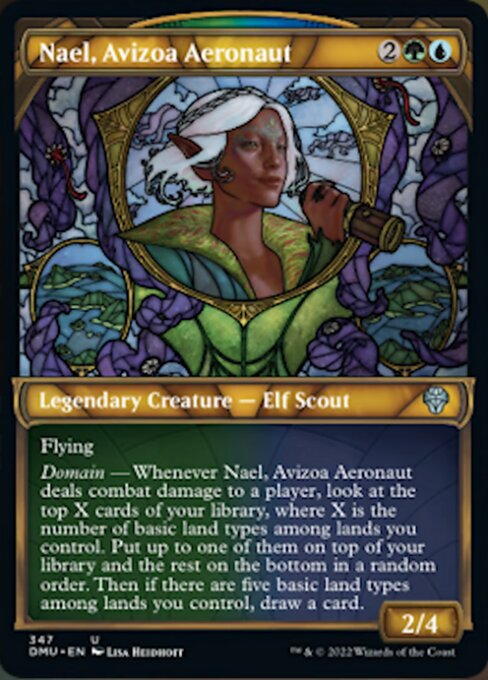 Nael, Avizoa Aeronaut 2
Legendary Creature — Elf Scout
Flying
Domain — Whenever Nael, Avizoa Aeronaut
deals combat damage to a player, look at the
top X cards of your library, where X is the
number of basic land types among lands you
control. Put up to one of them on top of your
library and the rest on the bottom in a random
order. Then if there are five basic land types
among lands you control, draw a card.
2/4
347 U
DMU • EN Lisa Heidhoff
™ & © 2022 Wizards of the Coast